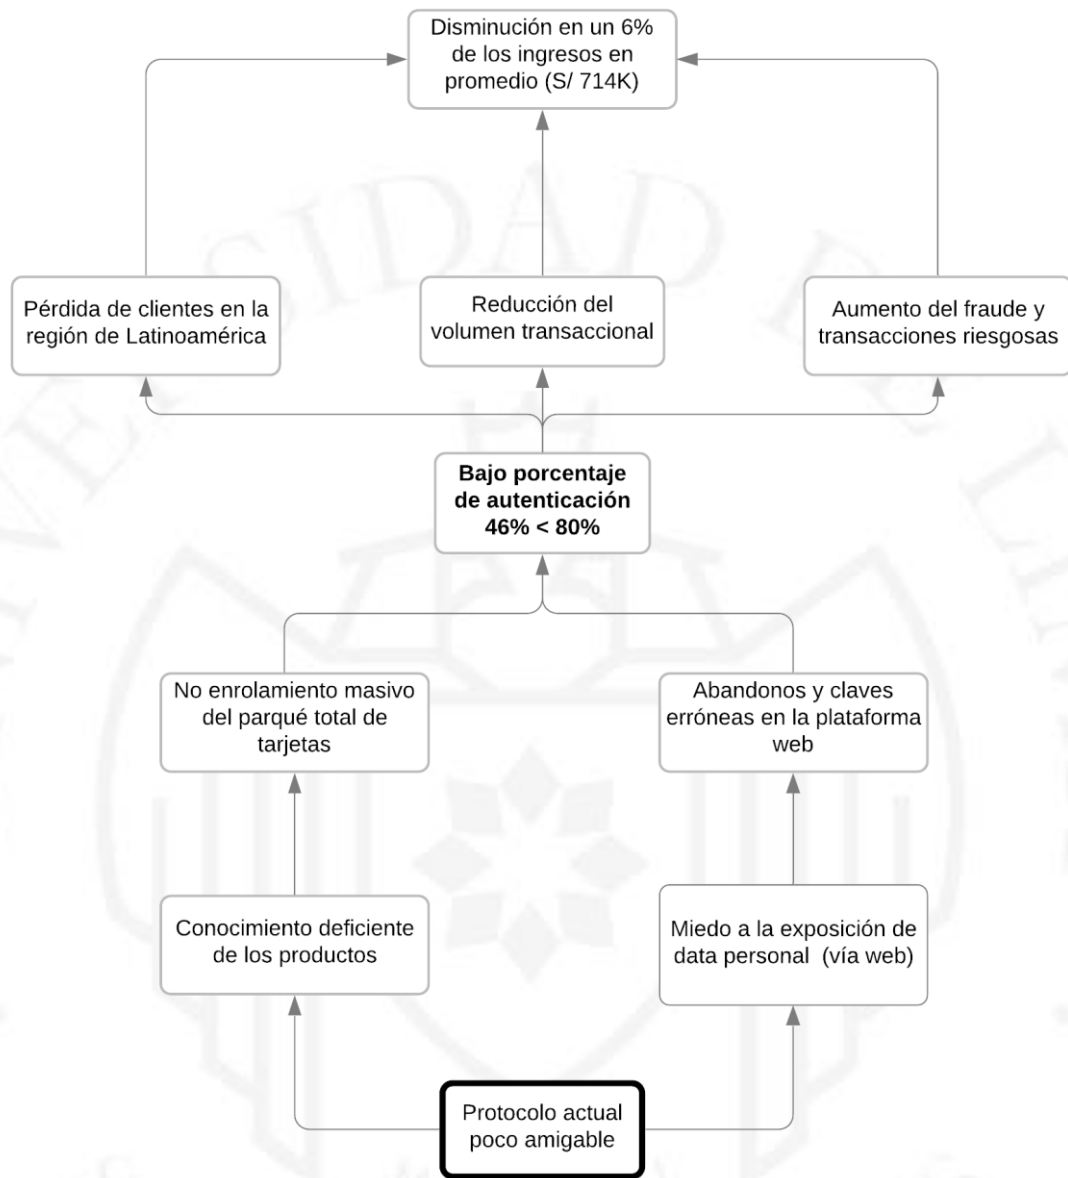 Disminución en un 6%
de los ingresos en
promedio (S/ 714K)
Pérdida de clientes en la
región de Latinoamérica
Reducción del
volumen transaccional
Aumento del fraude y
transacciones riesgosas
Bajo porcentaje
de autenticación
46% < 80%
No enrolamiento masivo
del parqué total de
tarjetas
Abandonos y claves
erróneas en la plataforma
web
Conocimiento deficiente
de los productos
Miedo a la exposición de
data personal (vía web)
Protocolo actual
poco amigable